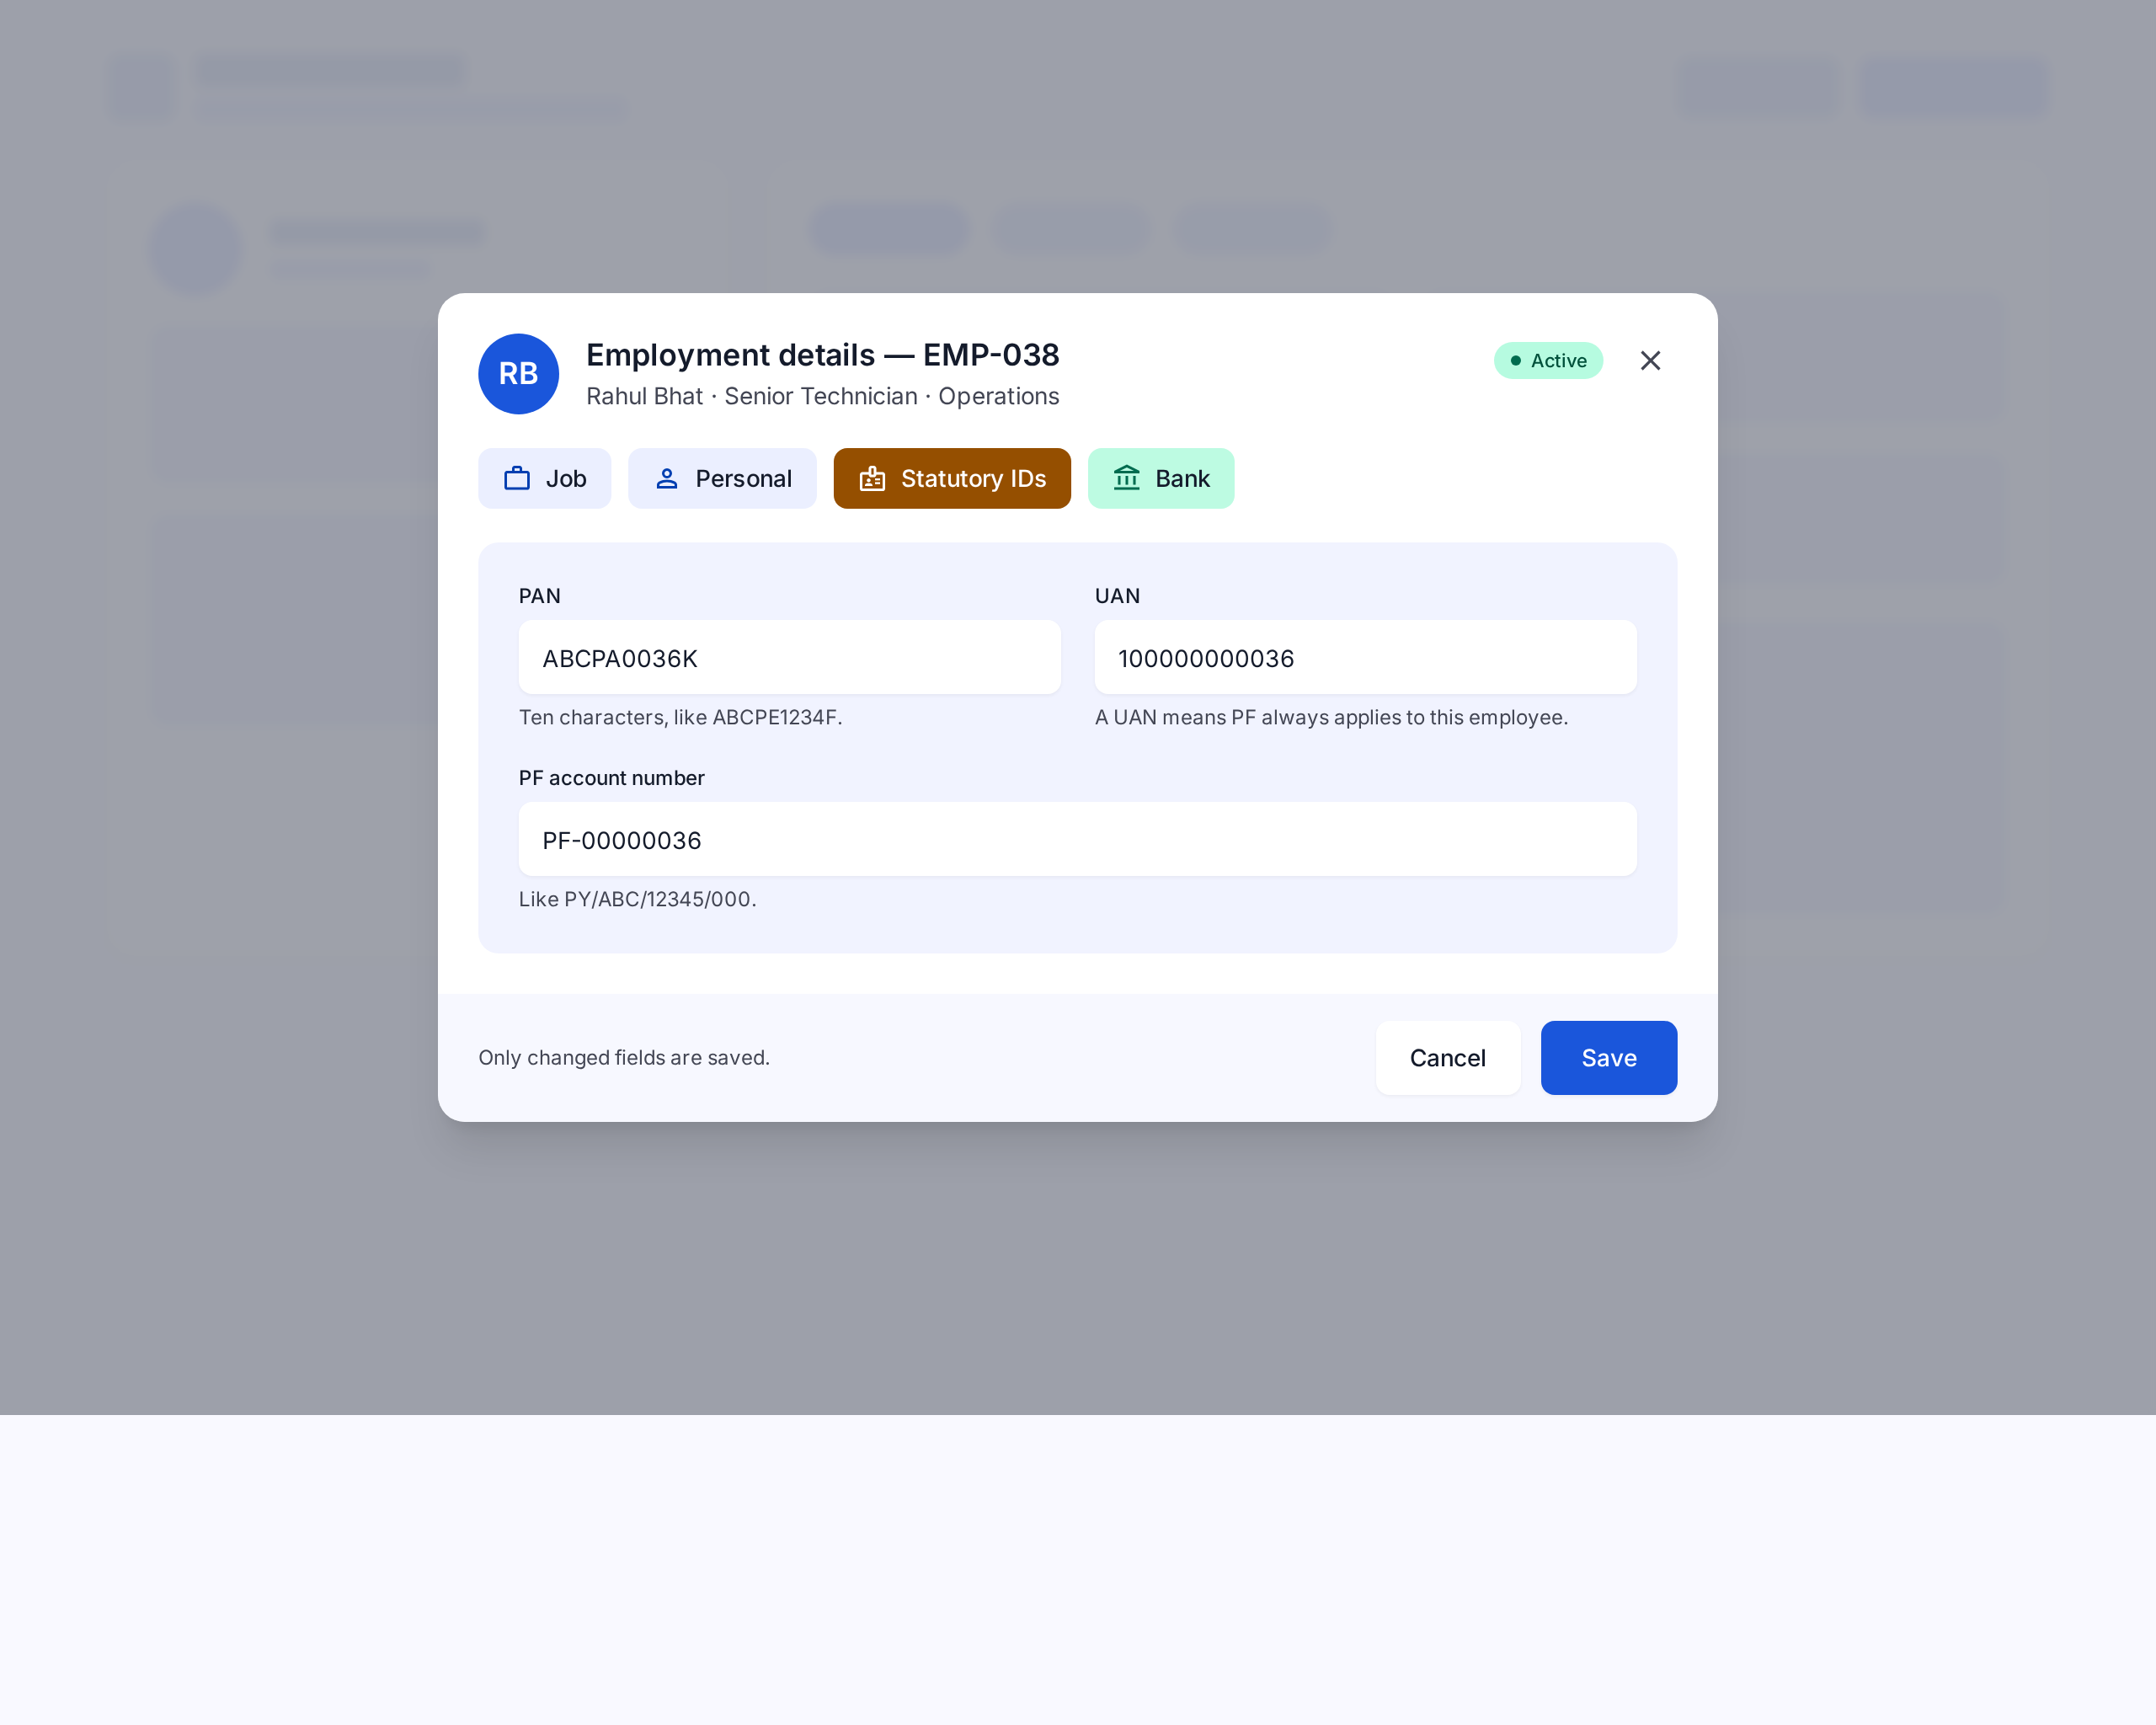 RB
Employment details — EMP-038
Rahul Bhat · Senior Technician · Operations
Active
Job
Personal
Statutory IDs
Bank
PAN
UAN
ABCPA0036K
100000000036
Ten characters, like ABCPE1234F.
A UAN means PF always applies to this employee.
PF account number
PF-00000036
Like PY/ABC/12345/000.
Only changed fields are saved.
Cancel
Save